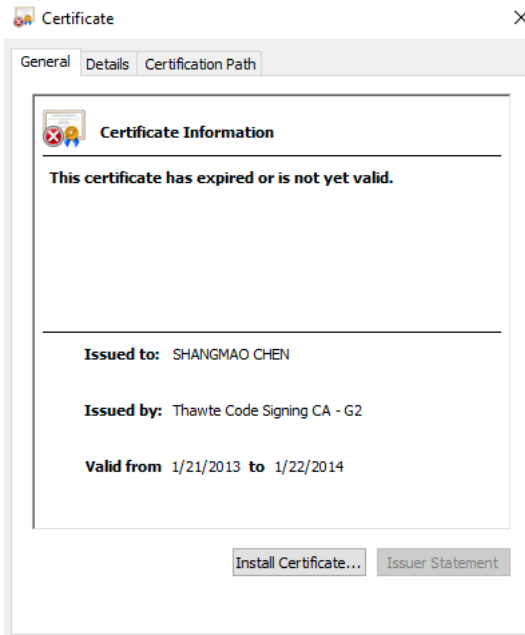 Certificate
General Details Certification Path
Certificate Information
This certificate has expired or is not yet valid.
Issued to: SHANGMAO CHEN
Issued by: Thawte Code Signing CA - G2
Valid from 1/21/2013 to 1/22/2014
Install Certificate... Issuer Statement